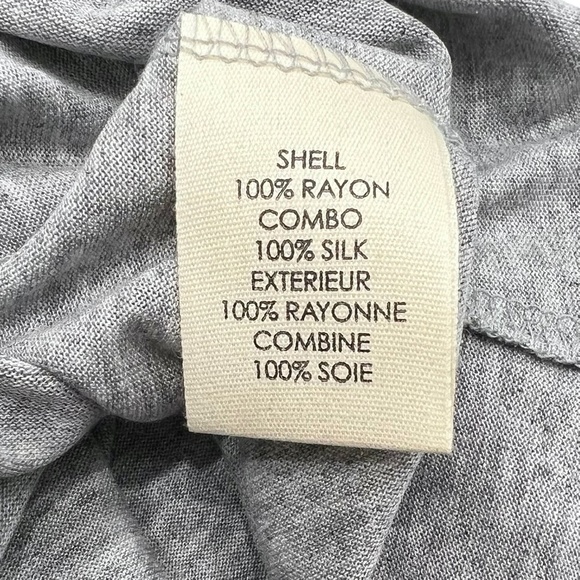 SHELL
100% RAYON
COMBO
100% SILK
EXTERIEUR
100% RAYONNE
COMBINE
100% SOIE